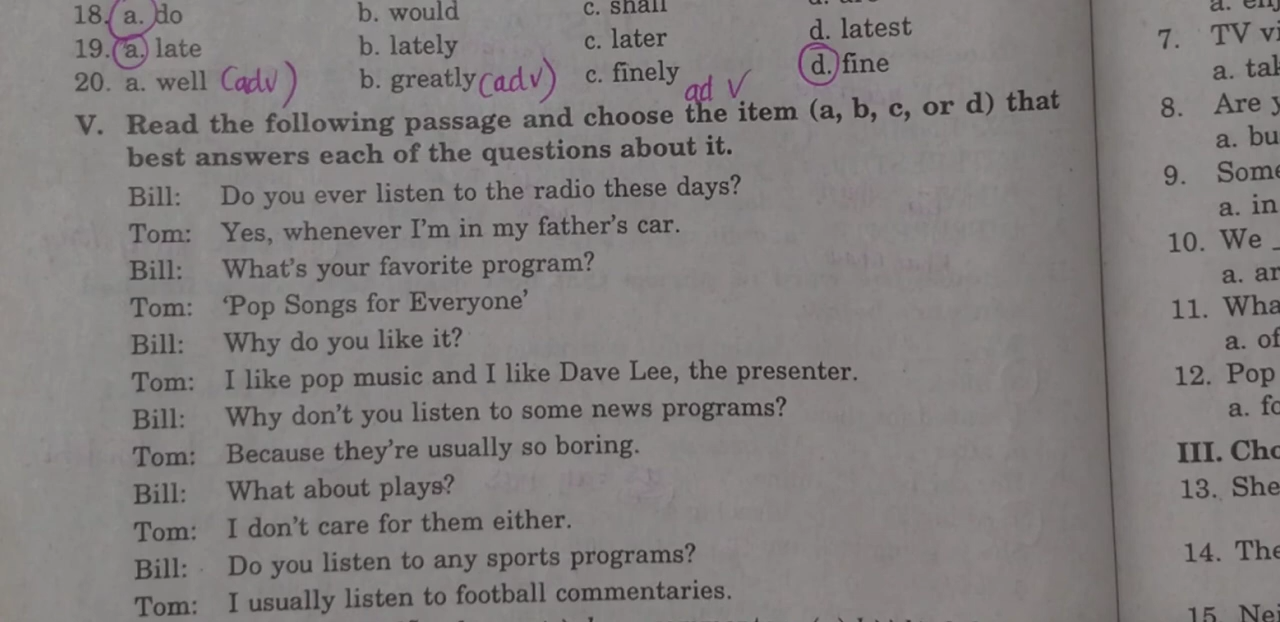 18. a. do b. would c. shall
19. a. late b. lately c. later d. latest
20. a. well (adv) b. greatly (adv) c. finely adv d. fine
V. Read the following passage and choose the item (a, b, c, or d) that
best answers each of the questions about it.
Bill: Do you ever listen to the radio these days?
Tom: Yes, whenever I'm in my father's car.
Bill: What's your favorite program?
Tom: 'Pop Songs for Everyone'
Bill: Why do you like it?
Tom: I like pop music and I like Dave Lee, the presenter.
Bill: Why don't you listen to some news programs?
Tom: Because they're usually so boring.
Bill: What about plays?
Tom: I don't care for them either.
Bill: Do you listen to any sports programs?
Tom: I usually listen to football commentaries.
7. TV
a.
8. Are
a.
9.
a. in
10. We
a.
11.
a.
12. Pop
a.
III.
13. She
14.
15.